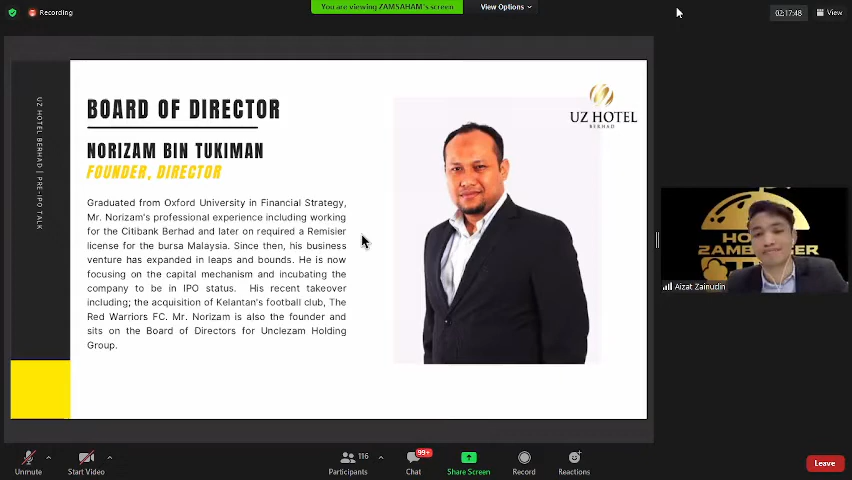 Recording
You are viewing ZAMSAHAM's screen
View Options
02:17:48
View
UZ HOTEL BERHAD | PRE-IPO TALK
BOARD OF DIRECTOR
NORIZAM BIN TUKIMAN
FOUNDER, DIRECTOR
Graduated from Oxford University in Financial Strategy,
Mr. Norizam's professional experience including working
for the Citibank Berhad and later on required a Remisier
license for the bursa Malaysia. Since then, his business
venture has expanded in leaps and bounds. He is now
focusing on the capital mechanism and incubating the
company to be in IPO status. His recent takeover
including; the acquisition of Kelantan's football club, The
Red Warriors FC. Mr. Norizam is also the founder and
sits on the Board of Directors for Unclezam Holding
Group.
UZ HOTEL
BERHAD
Aizat Zainudin
Unmute
Start Video
116
Participants
99+
Chat
Share Screen
Record
Reactions
Leave